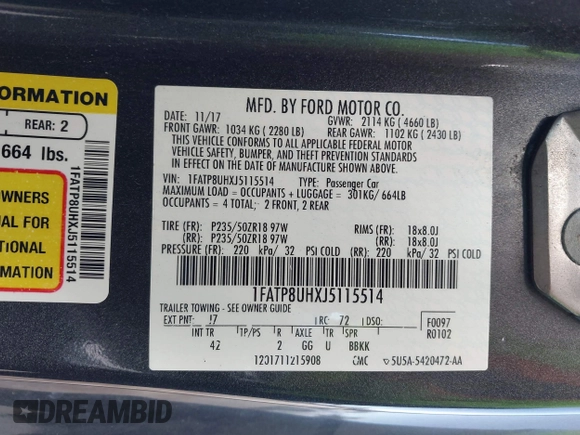 ORMATION
REAR: 2
664 lbs.
OWNERS
UAL FOR
TIONAL
MATION
1FATP8UHXJ5115514
MFD. BY FORD MOTOR CO.
DATE: 11/17 GVWR: 2114 KG ( 4660 LB)
FRONT GAWR: 1034 KG ( 2280 LB) REAR GAWR: 1102 KG ( 2430 LB)
THIS VEHICLE CONFORMS TO ALL APPLICABLE FEDERAL MOTOR
VEHICLE SAFETY, BUMPER, AND THEFT PREVENTION STANDARDS
IN EFFECT ON THE DATE OF MANUFACTURE SHOWN ABOVE.
VIN: 1FATP8UHXJ5115514 TYPE: Passenger Car
MAXIMUM LOAD = OCCUPANTS + LUGGAGE = 301KG/ 664LB
OCCUPANTS = 4 TOTAL; 2 FRONT, 2 REAR
TIRE (FR): P235/50ZR18 97W RIMS (FR): 18x8.0J
TIRE (RR): P235/50ZR18 97W (RR): 18x8.0J
PRESSURE (FR): 220 kPa/ 32 PSI COLD (RR): 220 kPa/ 32 PSI COLD
1FATP8UHXJ5115514
TRAILER TOWING - SEE OWNER GUIDE
EXT PNT: J7 RC: 72 DSO: F0097
INT TR TP/PS R AXLE TR SPR R0102
42 2 GG U BBKK
1231711215908 CMC 5U5A-5420472-AA
DREAMBID